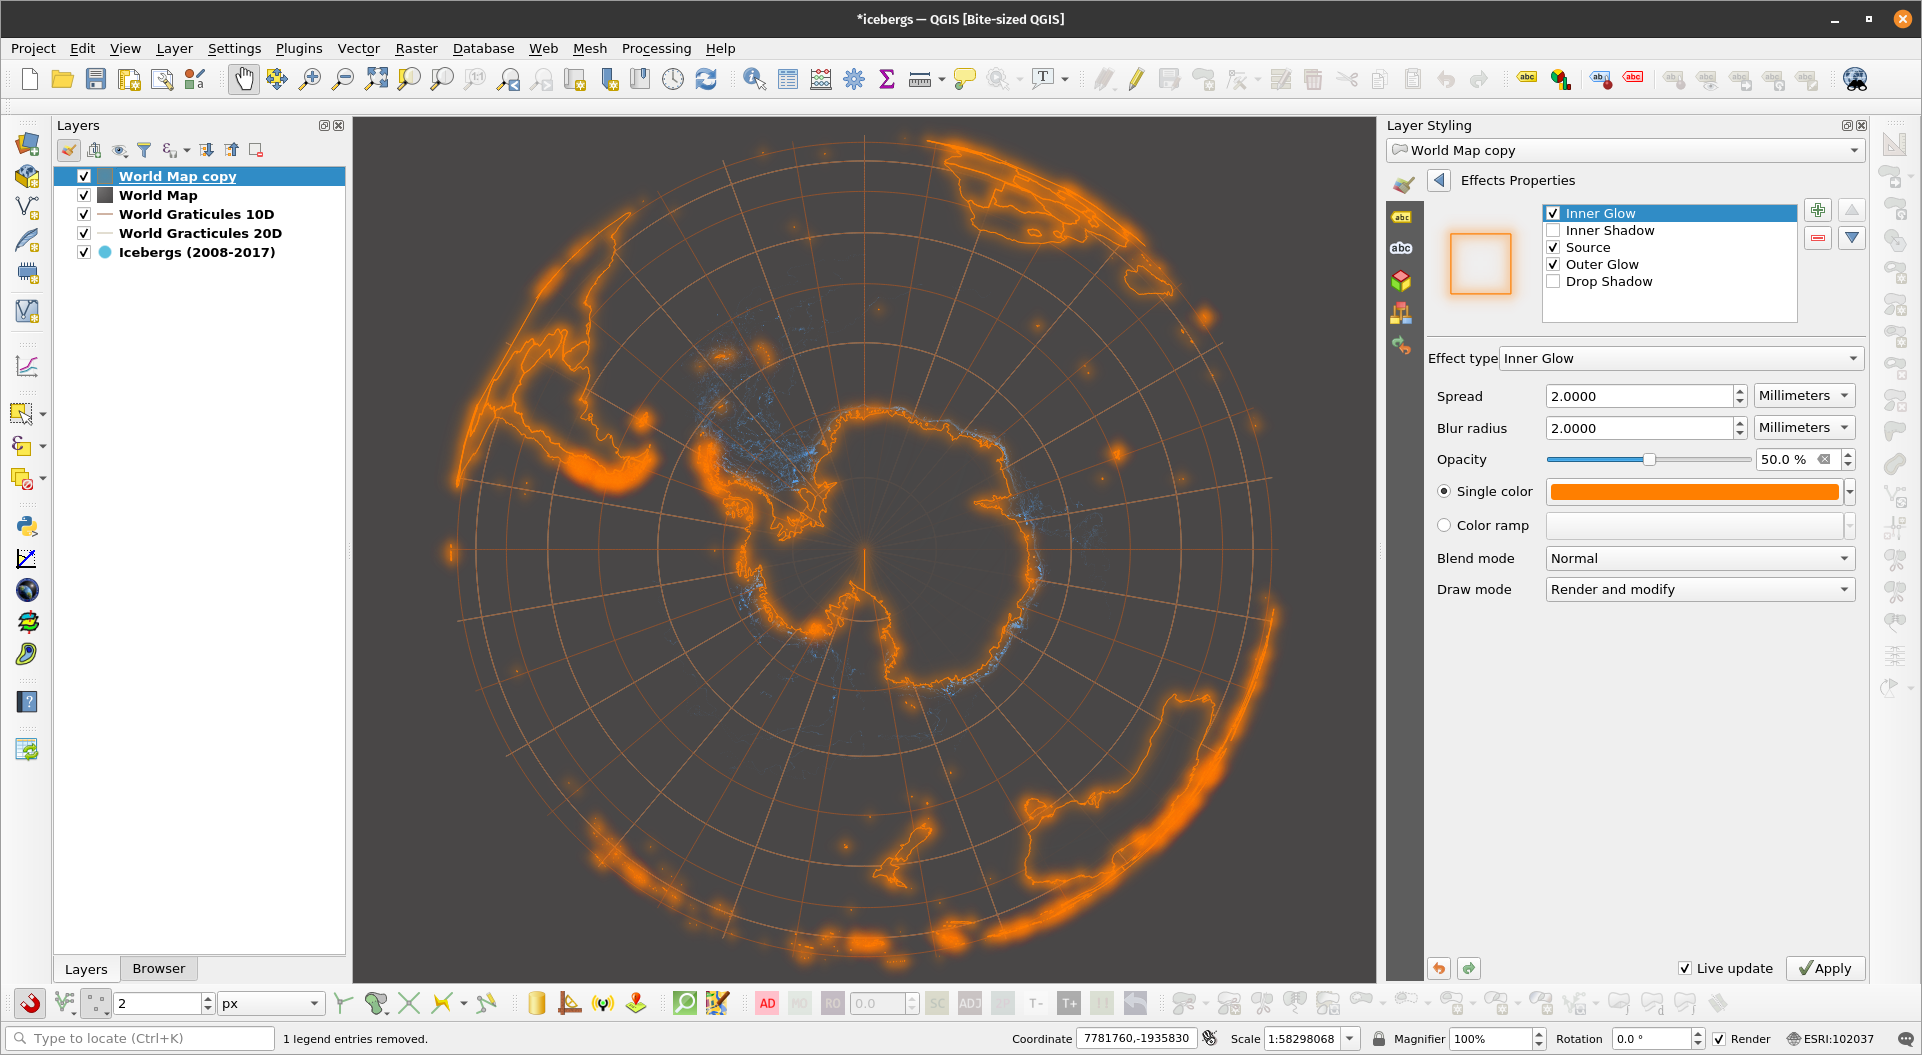 *icebergs — QGIS [Bite-sized QGIS]
Project Edit View Layer Settings Plugins Vector Raster Database Web Mesh Processing Help
Layers
World Map copy
World Map
World Graticules 10D
World Gracticules 20D
Icebergs (2008-2017)
Layers Browser
Layer Styling
World Map copy
Effects Properties
Inner Glow
Inner Shadow
Source
Outer Glow
Drop Shadow
Effect type Inner Glow
Spread 2.0000 Millimeters
Blur radius 2.0000 Millimeters
Opacity 50.0 %
Single color
Color ramp
Blend mode Normal
Draw mode Render and modify
Live update Apply
2 px AD MO RO 0.0 SC ADJ T- T+
Type to locate (Ctrl+K) 1 legend entries removed. Coordinate 7781760,-1935830 Scale 1:58298068 Magnifier 100% Rotation 0.0 ° Render ESRI:102037